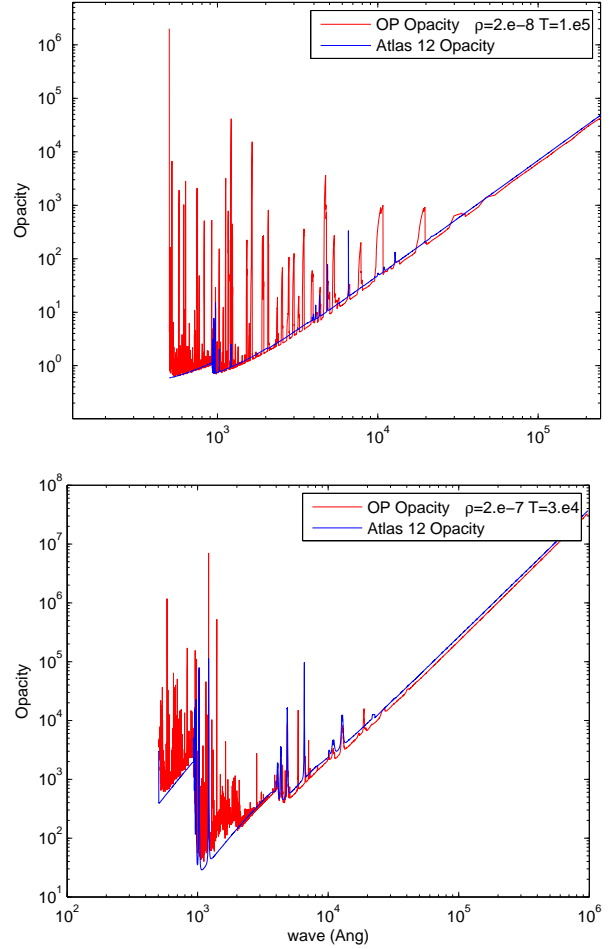 10^6
10^5
10^4
10^3
10^2
10^1
10^0
Opacity
OP Opacity ρ=2.e−8 T=1.e5
Atlas 12 Opacity
10^3 10^4 10^5
10^8
10^7
10^6
10^5
10^4
10^3
10^2
10^1
Opacity
OP Opacity ρ=2.e−7 T=3.e4
Atlas 12 Opacity
10^2 10^3 10^4 10^5 10^6
wave (Ang)